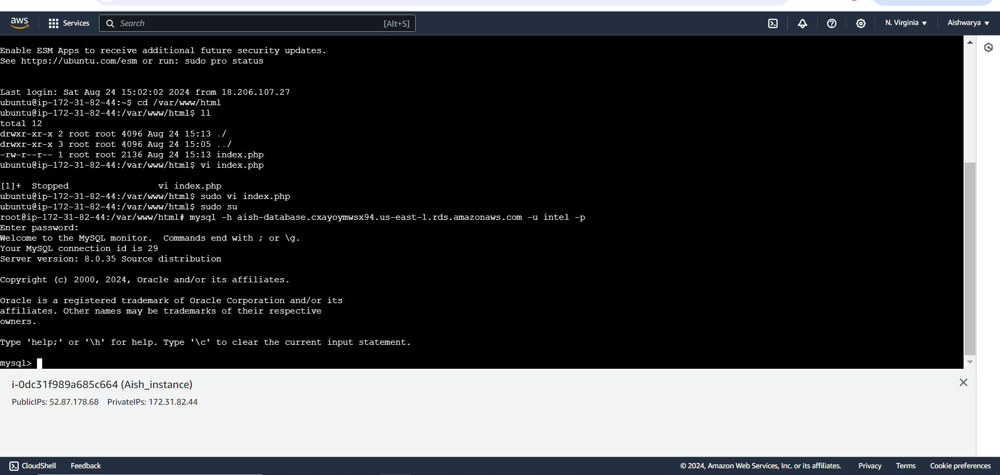 aws
Services
Search
[Alt+S]
N. Virginia
Aishwarya
Enable ESM Apps to receive additional future security updates.
See https://ubuntu.com/esm or run: sudo pro status
Last login: Sat Aug 24 15:02:02 2024 from 18.206.107.27
ubuntu@ip-172-31-82-44:~$ cd /var/www/html
ubuntu@ip-172-31-82-44:/var/www/html$ ll
total 12
drwxr-xr-x 2 root root 4096 Aug 24 15:13 ./
drwxr-xr-x 3 root root 4096 Aug 24 15:05 ../
-rw-r--r-- 1 root root 2136 Aug 24 15:13 index.php
ubuntu@ip-172-31-82-44:/var/www/html$ vi index.php
[1]+  Stopped                 vi index.php
ubuntu@ip-172-31-82-44:/var/www/html$ sudo vi index.php
ubuntu@ip-172-31-82-44:/var/www/html$ sudo su
root@ip-172-31-82-44:/var/www/html# mysql -h aish-database.cxayoymwsx94.us-east-1.rds.amazonaws.com -u intel -p
Enter password:
Welcome to the MySQL monitor.  Commands end with ; or \g.
Your MySQL connection id is 29
Server version: 8.0.35 Source distribution
Copyright (c) 2000, 2024, Oracle and/or its affiliates.
Oracle is a registered trademark of Oracle Corporation and/or its
affiliates. Other names may be trademarks of their respective
owners.
Type 'help;' or '\h' for help. Type '\c' to clear the current input statement.
mysql>
i-0dc31f989a685c664 (Aish_instance)
PublicIPs: 52.87.178.68 PrivateIPs: 172.31.82.44
CloudShell
Feedback
© 2024, Amazon Web Services, Inc. or its affiliates.
Privacy
Terms
Cookie preferences